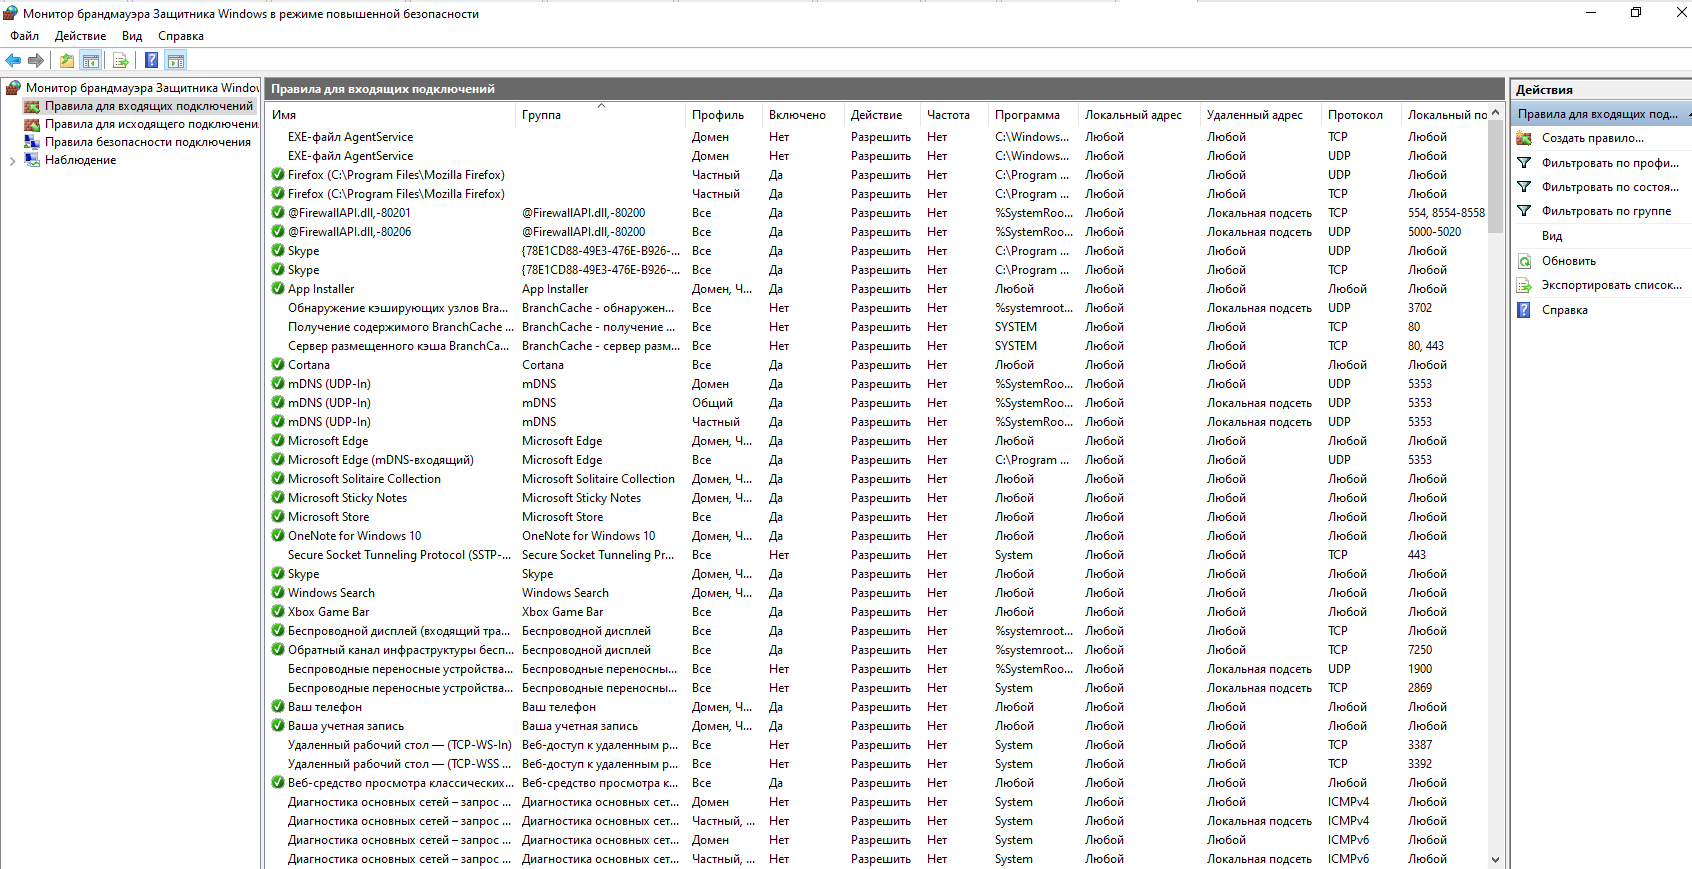 Монитор брандмауэра Защитника Windows в режиме повышенной безопасности
Файл Действие Вид Справка
Монитор брандмауэра Защитника Window
Правила для входящих подключений
Правила для исходящего подключени
Правила безопасности подключения
Наблюдение
Правила для входящих подключений
Имя Группа Профиль Включено Действие Частота Программа Локальный адрес Удаленный адрес Протокол Локальный по
EXE-файл AgentService Домен Нет Разрешить Нет C:\Windows... Любой Любой TCP Любой
EXE-файл AgentService Домен Нет Разрешить Нет C:\Windows... Любой Любой UDP Любой
Firefox (C:\Program Files\Mozilla Firefox) Частный Да Разрешить Нет C:\Program ... Любой Любой UDP Любой
Firefox (C:\Program Files\Mozilla Firefox) Частный Да Разрешить Нет C:\Program ... Любой Любой TCP Любой
@FirewallAPI.dll,-80201 @FirewallAPI.dll,-80200 Все Да Разрешить Нет %SystemRoo... Любой Локальная подсеть TCP 554, 8554-8558
@FirewallAPI.dll,-80206 @FirewallAPI.dll,-80200 Все Да Разрешить Нет %SystemRoo... Любой Локальная подсеть UDP 5000-5020
Skype {78E1CD88-49E3-476E-B926-... Все Да Разрешить Нет C:\Program ... Любой Любой UDP Любой
Skype {78E1CD88-49E3-476E-B926-... Все Да Разрешить Нет C:\Program ... Любой Любой TCP Любой
App Installer App Installer Домен, Ч... Да Разрешить Нет Любой Любой Любой Любой Любой
Обнаружение кэширующих узлов Bra... BranchCache - обнаружен... Все Нет Разрешить Нет %systemroot... Любой Локальная подсеть UDP 3702
Получение содержимого BranchCache ... BranchCache - получение ... Все Нет Разрешить Нет SYSTEM Любой Любой TCP 80
Сервер размещенного кэша BranchCa... BranchCache - сервер разм... Все Нет Разрешить Нет SYSTEM Любой Любой TCP 80, 443
Cortana Cortana Все Да Разрешить Нет Любой Любой Любой Любой Любой
mDNS (UDP-In) mDNS Домен Да Разрешить Нет %SystemRoo... Любой Любой UDP 5353
mDNS (UDP-In) mDNS Общий Да Разрешить Нет %SystemRoo... Любой Локальная подсеть UDP 5353
mDNS (UDP-In) mDNS Частный Да Разрешить Нет %SystemRoo... Любой Локальная подсеть UDP 5353
Microsoft Edge Microsoft Edge Домен, Ч... Да Разрешить Нет Любой Любой Любой Любой Любой
Microsoft Edge (mDNS-входящий) Microsoft Edge Все Да Разрешить Нет C:\Program ... Любой Любой UDP 5353
Microsoft Solitaire Collection Microsoft Solitaire Collection Домен, Ч... Да Разрешить Нет Любой Любой Любой Любой Любой
Microsoft Sticky Notes Microsoft Sticky Notes Домен, Ч... Да Разрешить Нет Любой Любой Любой Любой Любой
Microsoft Store Microsoft Store Все Да Разрешить Нет Любой Любой Любой Любой Любой
OneNote for Windows 10 OneNote for Windows 10 Домен, Ч... Да Разрешить Нет Любой Любой Любой Любой Любой
Secure Socket Tunneling Protocol (SSTP-... Secure Socket Tunneling Pr... Все Нет Разрешить Нет System Любой Любой TCP 443
Skype Skype Домен, Ч... Да Разрешить Нет Любой Любой Любой Любой Любой
Windows Search Windows Search Домен, Ч... Да Разрешить Нет Любой Любой Любой Любой Любой
Xbox Game Bar Xbox Game Bar Все Да Разрешить Нет Любой Любой Любой Любой Любой
Беспроводной дисплей (входящий тра... Беспроводной дисплей Все Да Разрешить Нет %systemroot... Любой Любой TCP Любой
Обратный канал инфраструктуры бесп... Беспроводной дисплей Все Да Разрешить Нет %systemroot... Любой Любой TCP 7250
Беспроводные переносные устройства... Беспроводные переносны... Все Нет Разрешить Нет %SystemRoo... Любой Локальная подсеть UDP 1900
Беспроводные переносные устройства... Беспроводные переносны... Все Нет Разрешить Нет System Любой Локальная подсеть TCP 2869
Ваш телефон Ваш телефон Домен, Ч... Да Разрешить Нет Любой Любой Любой Любой Любой
Ваша учетная запись Ваша учетная запись Домен, Ч... Да Разрешить Нет Любой Любой Любой Любой Любой
Удаленный рабочий стол — (TCP-WS-In) Веб-доступ к удаленным р... Все Нет Разрешить Нет System Любой Любой TCP 3387
Удаленный рабочий стол — (TCP-WSS ... Веб-доступ к удаленным р... Все Нет Разрешить Нет System Любой Любой TCP 3392
Веб-средство просмотра классических... Веб-средство просмотра к... Все Да Разрешить Нет Любой Любой Любой Любой Любой
Диагностика основных сетей – запрос ... Диагностика основных сет... Домен Нет Разрешить Нет System Любой Любой ICMPv4 Любой
Диагностика основных сетей – запрос ... Диагностика основных сет... Частный, ... Нет Разрешить Нет System Любой Локальная подсеть ICMPv4 Любой
Диагностика основных сетей – запрос ... Диагностика основных сет... Домен Нет Разрешить Нет System Любой Любой ICMPv6 Любой
Диагностика основных сетей – запрос ... Диагностика основных сет... Частный, ... Нет Разрешить Нет System Любой Локальная подсеть ICMPv6 Любой
Действия
Правила для входящих под...
Создать правило...
Фильтровать по профи...
Фильтровать по состоя...
Фильтровать по группе
Вид
Обновить
Экспортировать список...
Справка